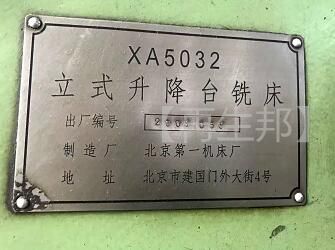 XA5032
立式升降台铣床
出厂编号
制造厂 北京第一机床厂
地址 北京市建国门外大街4号